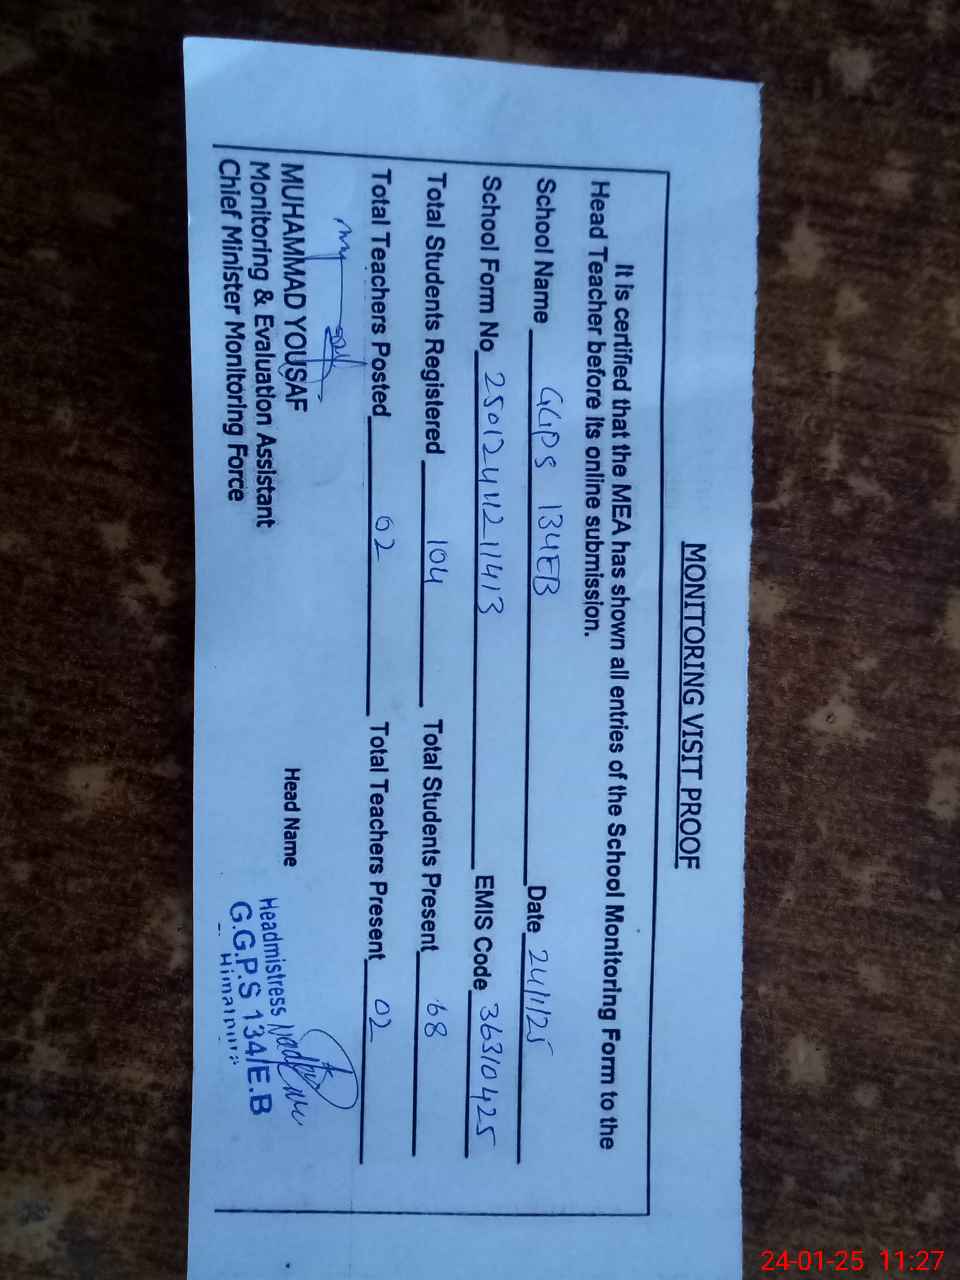 MONITORING VISIT PROOF
It is certified that the MEA has shown all entries of the School Monitoring Form to the
Head Teacher before its online submission.
School Name GGPS 134EB Date 24/1/25
School Form No 25012411211413 EMIS Code 36310425
Total Students Registered 104 Total Students Present 68
Total Teachers Posted 02 Total Teachers Present 02
MUHAMMAD YOUSAF
Monitoring & Evaluation Assistant
Chief Minister Monitoring Force
Head Name
Headmistress
G.G.P.S 134/E.B
24-01-25 11:27